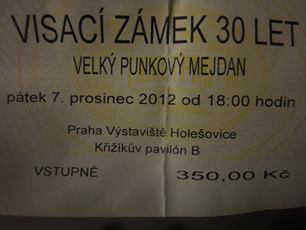 VISACÍ ZÁMEK 30 LET
VELKÝ PUNKOVÝ MEJDAN
pátek 7. prosinec 2012 od 18:00 hodin
Praha Výstaviště Holešovice
Křižíkův pavilón B
VSTUPNÉ 350,00 Kč